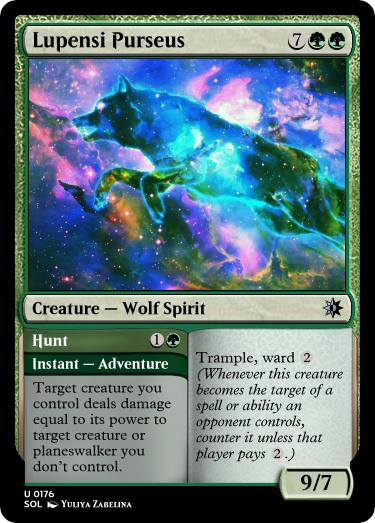 Lupensi Purseus 7
Creature — Wolf Spirit
Hunt 1
Instant — Adventure
Target creature you
control deals damage
equal to its power to
target creature or
planeswalker you
don't control.
Trample, ward 2
(Whenever this creature
becomes the target of a
spell or ability an
opponent controls,
counter it unless that
player pays 2.)
9/7
U 0176
SOL Yuliya Zabelina